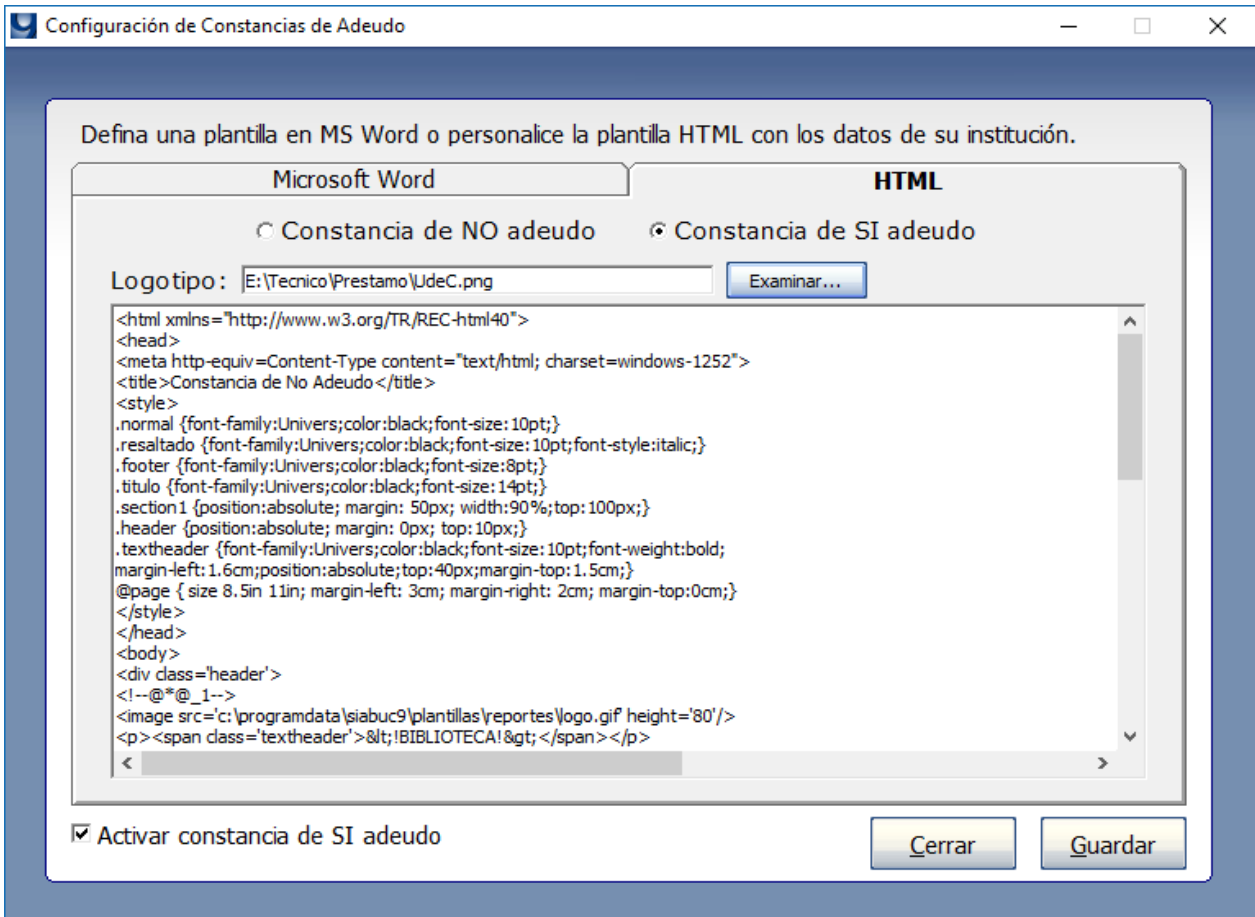 Configuración de Constancias de Adeudo
Defina una plantilla en MS Word o personalice la plantilla HTML con los datos de su institución.
Microsoft Word
HTML
Constancia de NO adeudo
Constancia de SI adeudo
Logotipo:
E:\Tecnico\Prestamo\UdeC.png
Examinar...
<html xmlns="http://www.w3.org/TR/REC-html40">
<head>
<meta http-equiv=Content-Type content="text/html; charset=windows-1252">
<title>Constancia de No Adeudo</title>
<style>
.normal {font-family:Univers;color:black;font-size:10pt;}
.resaltado {font-family:Univers;color:black;font-size:10pt;font-style:italic;}
.footer {font-family:Univers;color:black;font-size:8pt;}
.titulo {font-family:Univers;color:black;font-size:14pt;}
.section1 {position:absolute; margin: 50px; width:90%;top:100px;}
.header {position:absolute; margin: 0px; top:10px;}
.textheader {font-family:Univers;color:black;font-size:10pt;font-weight:bold;
margin-left:1.6cm;position:absolute;top:40px;margin-top:1.5cm;}
@page { size 8.5in 11in; margin-left: 3cm; margin-right: 2cm; margin-top:0cm;}
</style>
</head>
<body>
<div class='header'>
<!--@*@_1-->
<image src='c:\programdata\siabuc9\plantillas\reportes\logo.gif' height='80'/>
<p><span class='textheader'>&lt;!BIBLIOTECA!&gt;</span></p>
Activar constancia de SI adeudo
Cerrar
Guardar